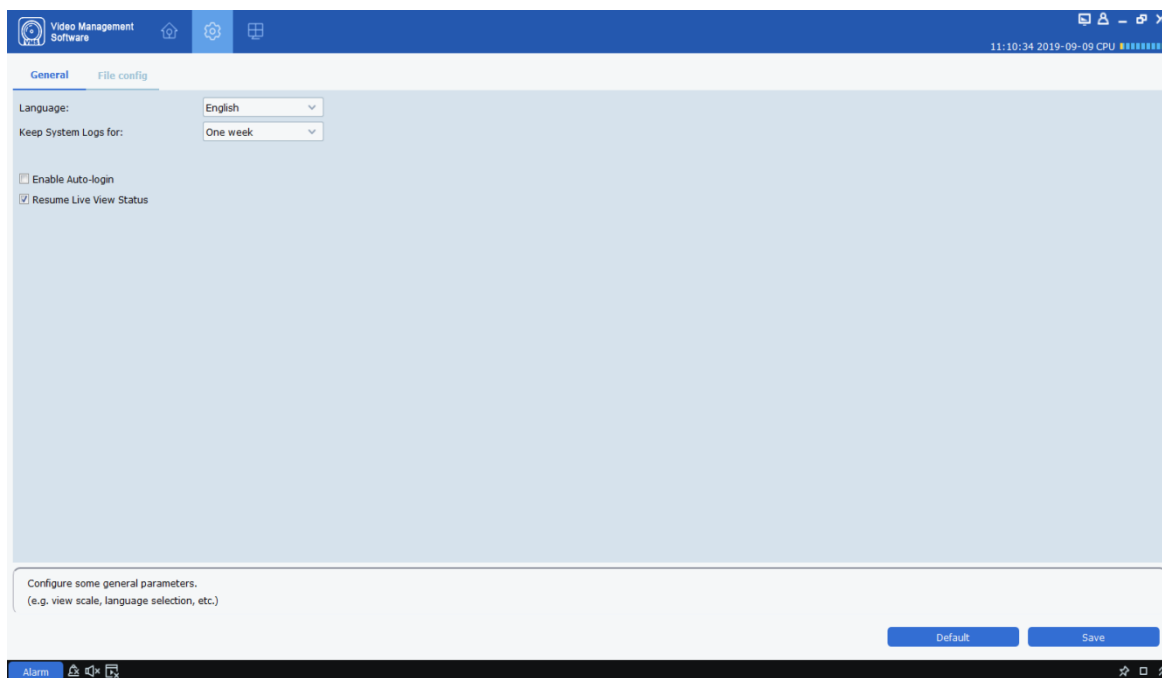 Video Management
Software
11:10:34 2019-09-09 CPU
General File config
Language: English
Keep System Logs for: One week
Enable Auto-login
Resume Live View Status
Configure some general parameters.
(e.g. view scale, language selection, etc.)
Default Save
Alarm